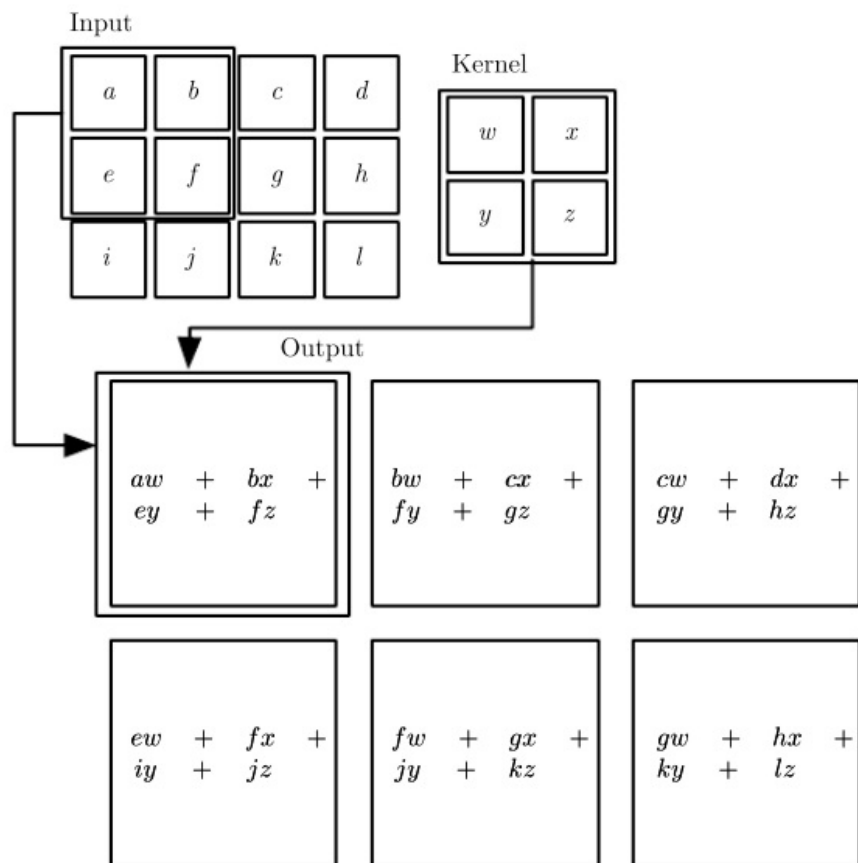 Input
Kernel
a b c d
e f g h
i j k l
w x
y z
Output
aw + bx +
ey + fz
bw + cx +
fy + gz
cw + dx +
gy + hz
ew + fx +
iy + jz
fw + gx +
jy + kz
gw + hx +
ky + lz